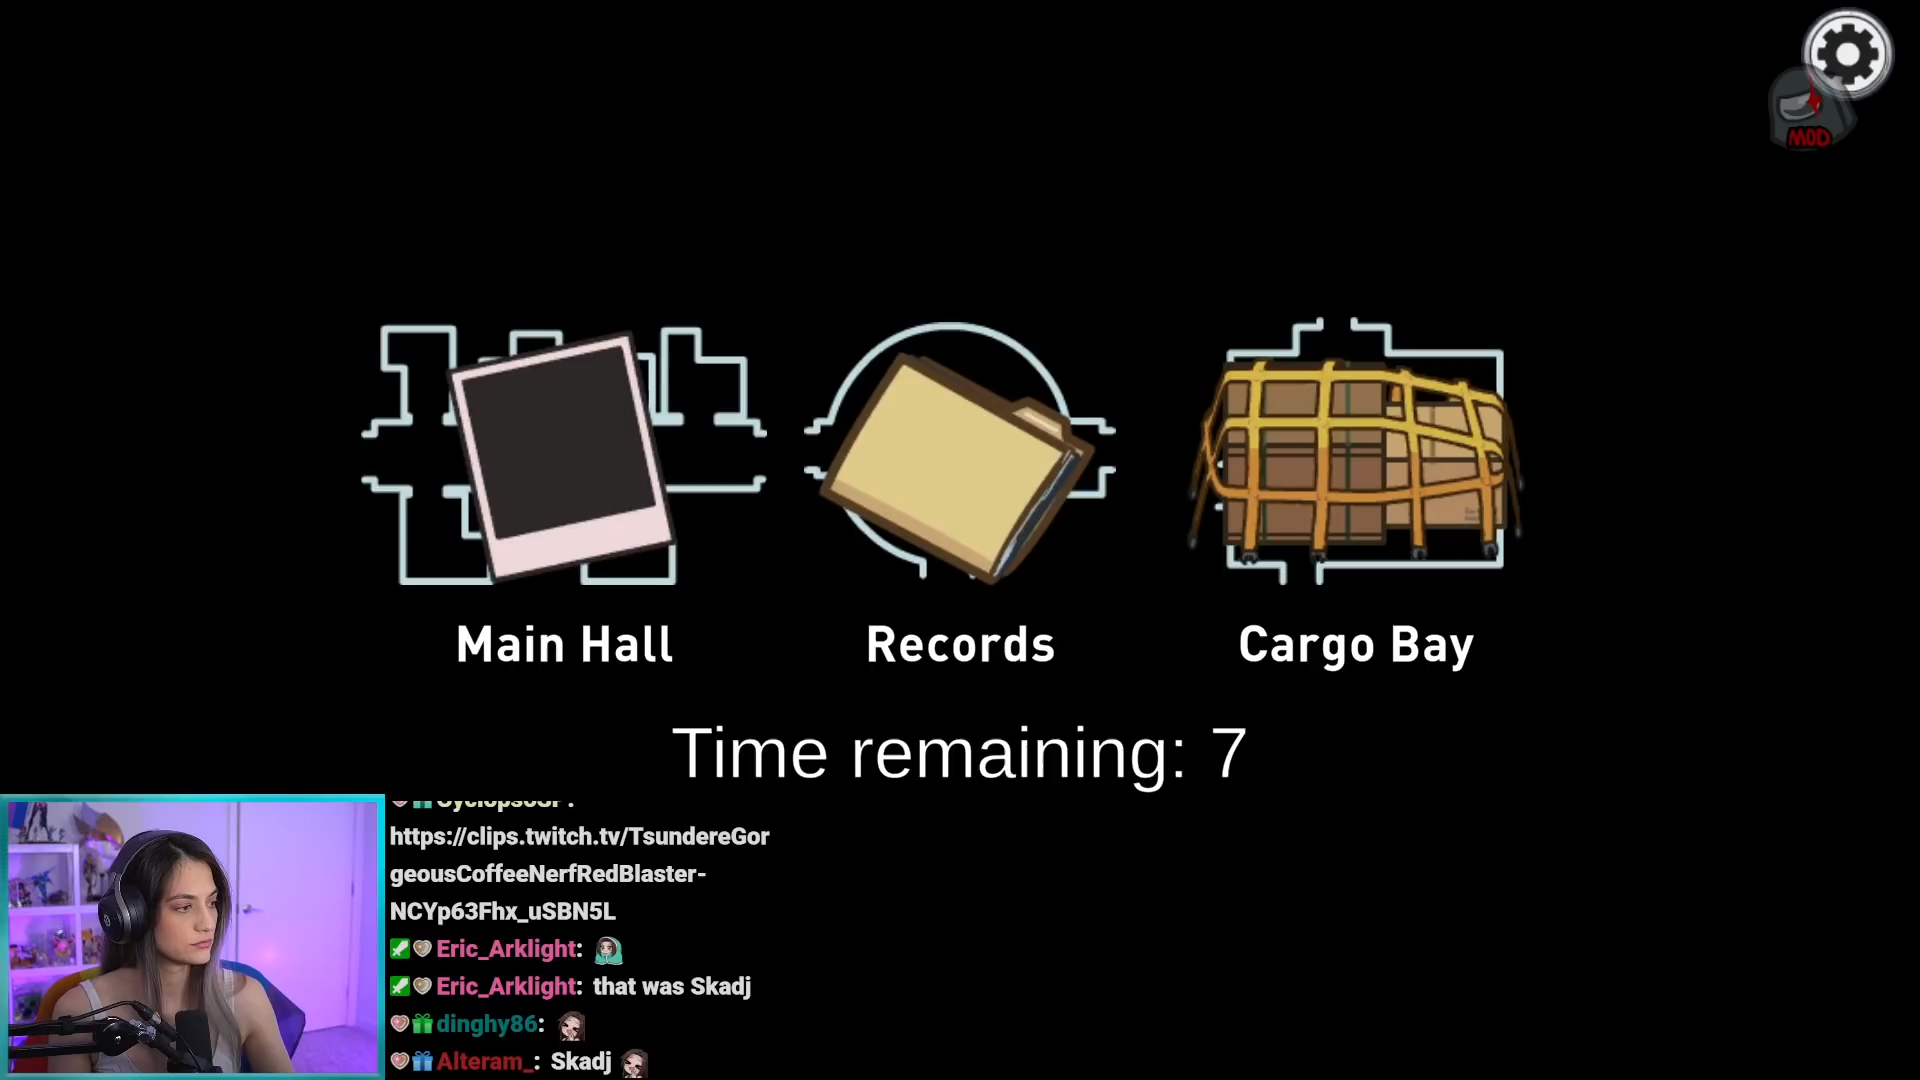 MOD
Main Hall
Records
Cargo Bay
Time remaining: 7
https://clips.twitch.tv/TsundereGor
geousCoffeeNerfRedBlaster-
NCYp63Fhx_uSBN5L
Eric_Arklight:
Eric_Arklight: that was Skadj
dinghy86:
Alteram_: Skadj